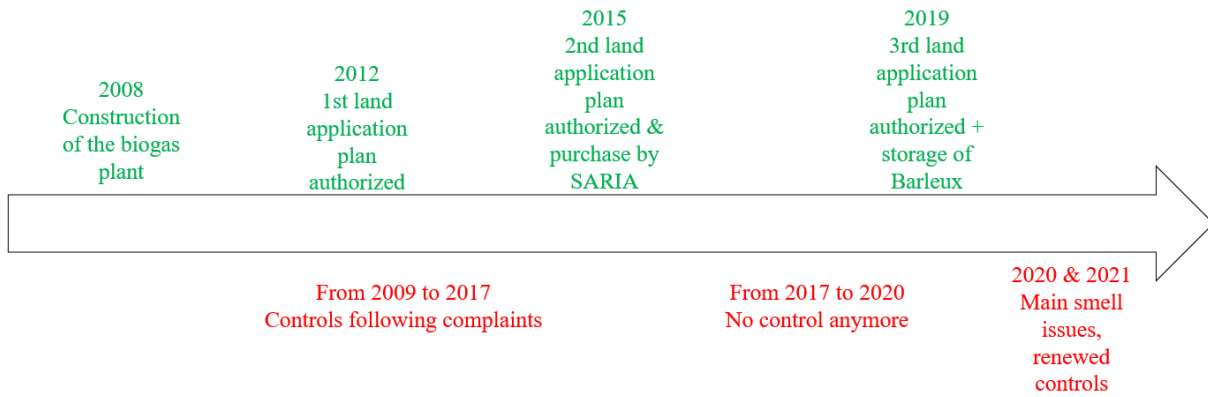 2008
Construction
of the biogas
plant
2012
1st land
application
plan
authorized
2015
2nd land
application
plan
authorized &
purchase by
SARIA
2019
3rd land
application
plan
authorized +
storage of
Barleux
From 2009 to 2017
Controls following complaints
From 2017 to 2020
No control anymore
2020 & 2021
Main smell
issues,
renewed
controls